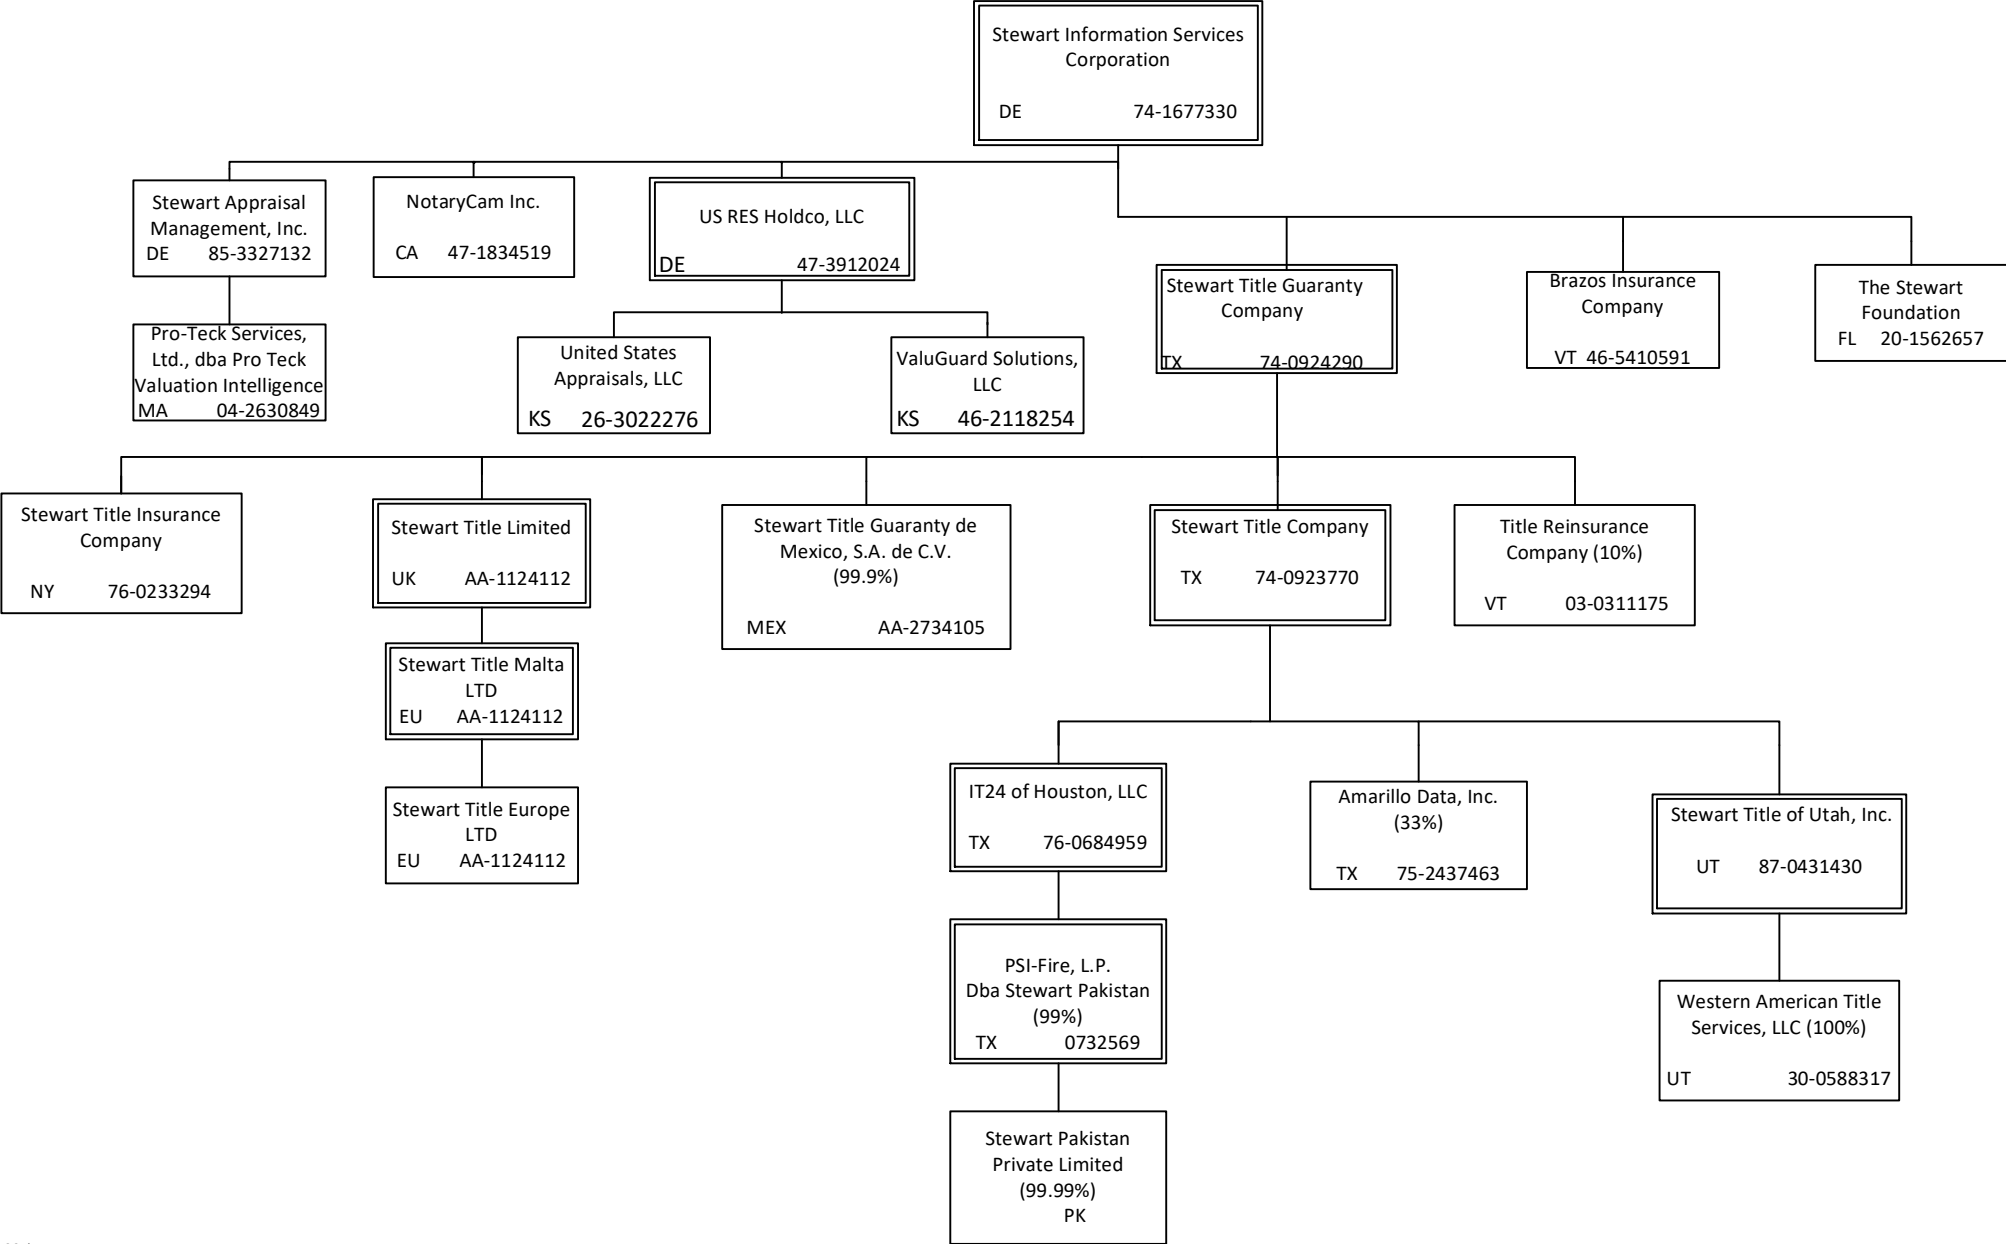 Stewart Information Services
Corporation
DE 74-1677330
Stewart Appraisal
Management, Inc.
DE 85-3327132
NotaryCam Inc.
CA 47-1834519
US RES Holdco, LLC
DE 47-3912024
Stewart Title Guaranty
Company
TX 74-0924290
Brazos Insurance
Company
VT 46-5410591
The Stewart
Foundation
FL 20-1562657
Pro-Teck Services,
Ltd., dba Pro Teck
Valuation Intelligence
MA 04-2630849
United States
Appraisals, LLC
KS 26-3022276
ValuGuard Solutions,
LLC
KS 46-2118254
Stewart Title Insurance
Company
NY 76-0233294
Stewart Title Limited
UK AA-1124112
Stewart Title Guaranty de
Mexico, S.A. de C.V.
(99.9%)
MEX AA-2734105
Stewart Title Company
TX 74-0923770
Title Reinsurance
Company (10%)
VT 03-0311175
Stewart Title Malta
LTD
EU AA-1124112
Stewart Title Europe
LTD
EU AA-1124112
IT24 of Houston, LLC
TX 76-0684959
Amarillo Data, Inc.
(33%)
TX 75-2437463
Stewart Title of Utah, Inc.
UT 87-0431430
PSI-Fire, L.P.
Dba Stewart Pakistan
(99%)
TX 0732569
Western American Title
Services, LLC (100%)
UT 30-0588317
Stewart Pakistan
Private Limited
(99.99%)
PK